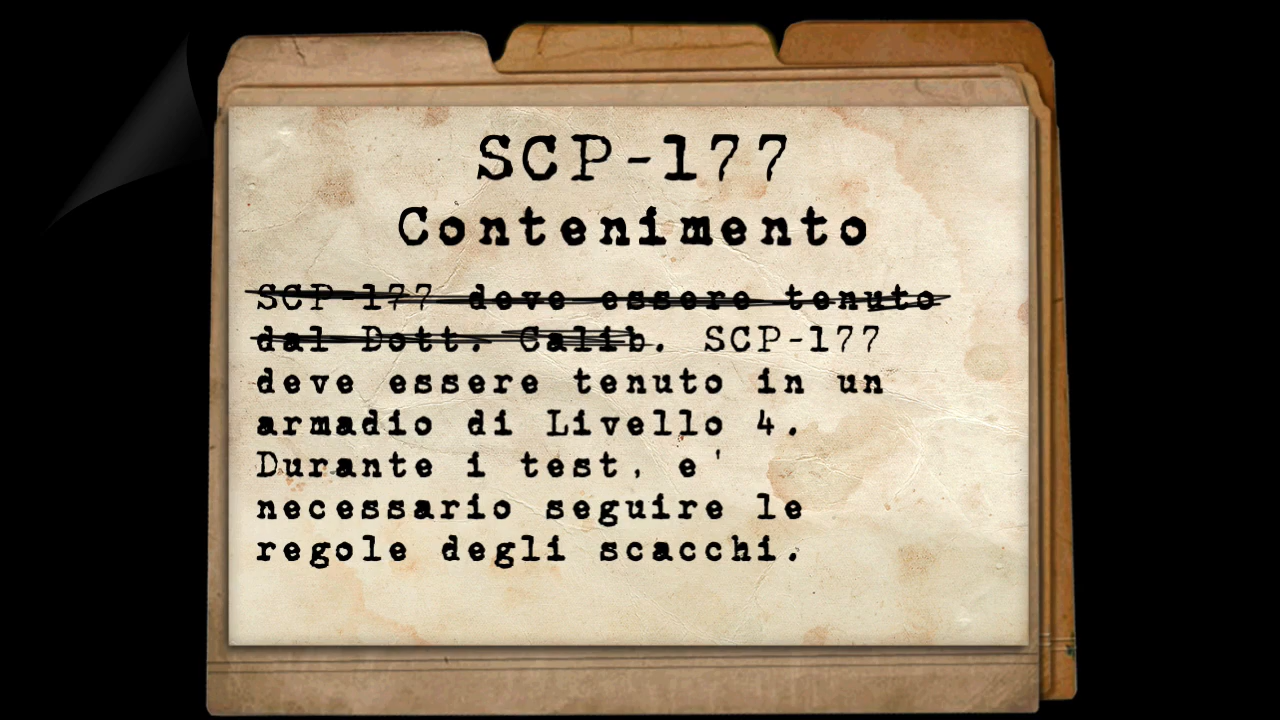 SCP-177
Contenimento
SCP-177 deve essere tenuto
dal Dott. Calib. SCP-177
deve essere tenuto in un
armadio di Livello 4.
Durante i test, e'
necessario seguire le
regole degli scacchi.